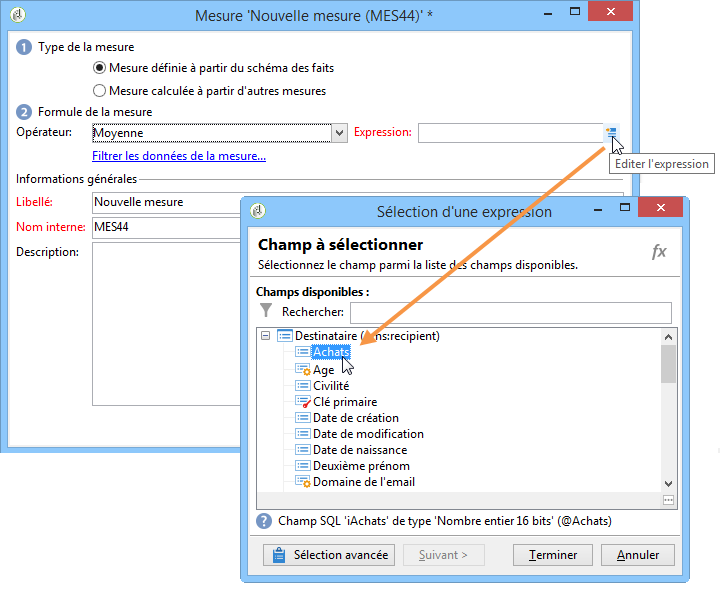 Mesure 'Nouvelle mesure (MES44)' *
1 Type de la mesure
Mesure définie à partir du schéma des faits
Mesure calculée à partir d'autres mesures
2 Formule de la mesure
Opérateur: Moyenne Expression:
Filtrer les données de la mesure...
Editer l'expression
Informations générales
Libellé: Nouvelle mesure
Nom interne: MES44
Description:
Sélection d'une expression
Champ à sélectionner
fx
Sélectionnez le champ parmi la liste des champs disponibles.
Champs disponibles :
Rechercher:
Destinataire ( ms:recipient)
Achats
Age
Civilité
Clé primaire
Date de création
Date de modification
Date de naissance
Deuxième prénom
Domaine de l'email
? Champ SQL 'iAchats' de type 'Nombre entier 16 bits' (@Achats)
Sélection avancée Suivant > Terminer Annuler